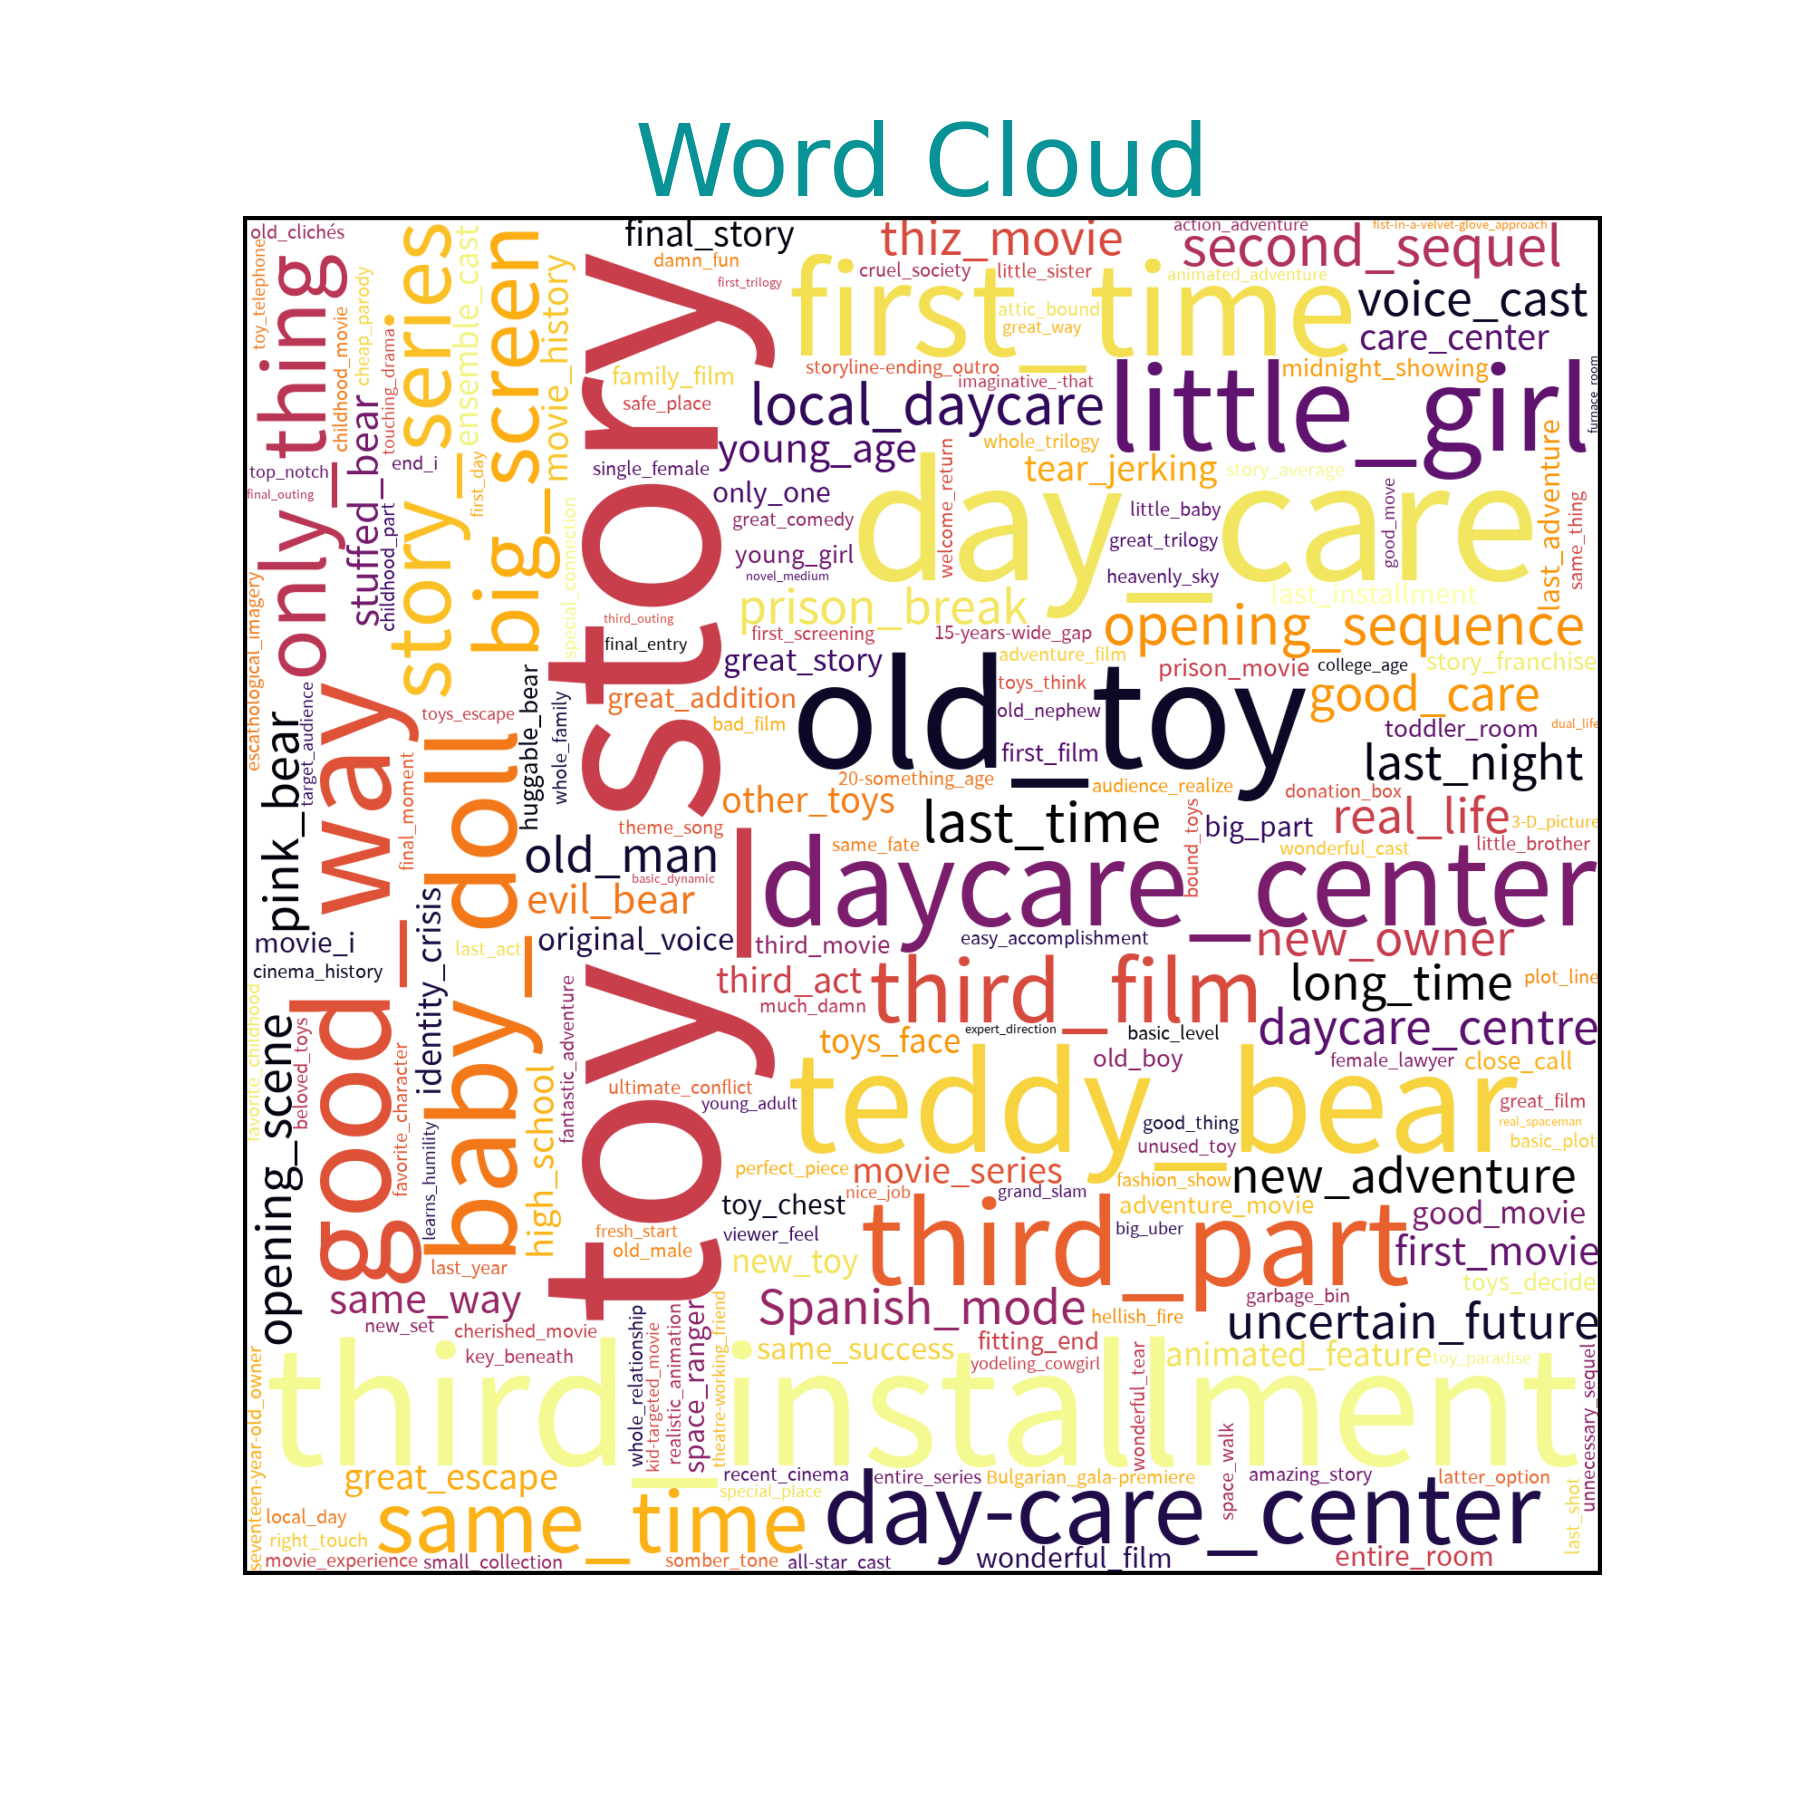 Word Cloud
old_clichés
final_story
thiz_movie
action_adventure
fist-in-a-velvet-glove_approach
second_sequel
damn_fun
first_trilogy
cruel_society
little_sister
animated_adventure
first_time
voice_cast
attic_bound
great_way
care_center
toy_telephone
only_thing
childhood_movie
cheap_parody
touching_drama
story_series
ensemble_cast
big_screen
movie_history
toy_story
family_film
safe_place
storyline-ending_outro
imaginative_-that
midnight_showing
furnace_room
local_daycare
little_girl
young_age
whole_trilogy
tear_jerking
story_average
last_adventure
top_notch
end_i
final_outing
stuffed_bear
childhood_part
first_day
single_female
only_one
great_comedy
welcome_return
day_care
little_baby
good_move
same_thing
great_trilogy
young_girl
novel_medium
heavenly_sky
special_connection
last_installment
prison_break
escathological_imagery
third_outing
final_entry
first_screening
15-years-wide_gap
opening_sequence
great_story
adventure_film
prison_movie
college_age
story_franchise
great_addition
toys_think
old_toy
good_care
old_nephew
bad_film
toddler_room
dual_life
toys_escape
huggable_bear
whole_family
target_audience
pink_bear
good_way
final_moment
baby_doll
first_film
last_night
20-something_age
audience_realize
donation_box
other_toys
last_time
bound_toys
big_part
real_life
3-D_picture
theme_song
old_man
same_fate
wonderful_cast
little_brother
basic_dynamic
daycare_center
evil_bear
identity_crisis
movie_i
last_act
original_voice
third_movie
easy_accomplishment
new_owner
cinema_history
third_act
third_film
long_time
plot_line
much_damn
favorite_childhood
opening_scene
beloved_toys
fantastic_adventure
toys_face
expert_direction
basic_level
daycare_centre
old_boy
female_lawyer
close_call
favorite_character
learns_humility
high_school
ultimate_conflict
young_adult
teddy_bear
great_film
good_thing
real_spaceman
unused_toy
basic_plot
perfect_piece
movie_series
fashion_show
new_adventure
toy_chest
nice_job
grand_slam
adventure_movie
fresh_start
viewer_feel
third_part
big_uber
good_movie
old_male
new_toy
first_movie
last_year
toys_decide
same_way
Spanish_mode
garbage_bin
hellish_fire
uncertain_future
new_set
cherished_movie
key_beneath
whole_relationship
kid-targeted_movie
realistic_animation
space_ranger
theatre-working_friend
same_success
fitting_end
yodeling_cowgirl
wonderful_tear
animated_feature
toy_paradise
unnecessary_sequel
third_installment
seventeen-year-old_owner
great_escape
recent_cinema
entire_series
Bulgarian_gala-premiere
space_walk
amazing_story
latter_option
special_place
last_shot
local_day
same_time
day-care_center
right_touch
movie_experience
small_collection
somber_tone
all-star_cast
wonderful_film
entire_room